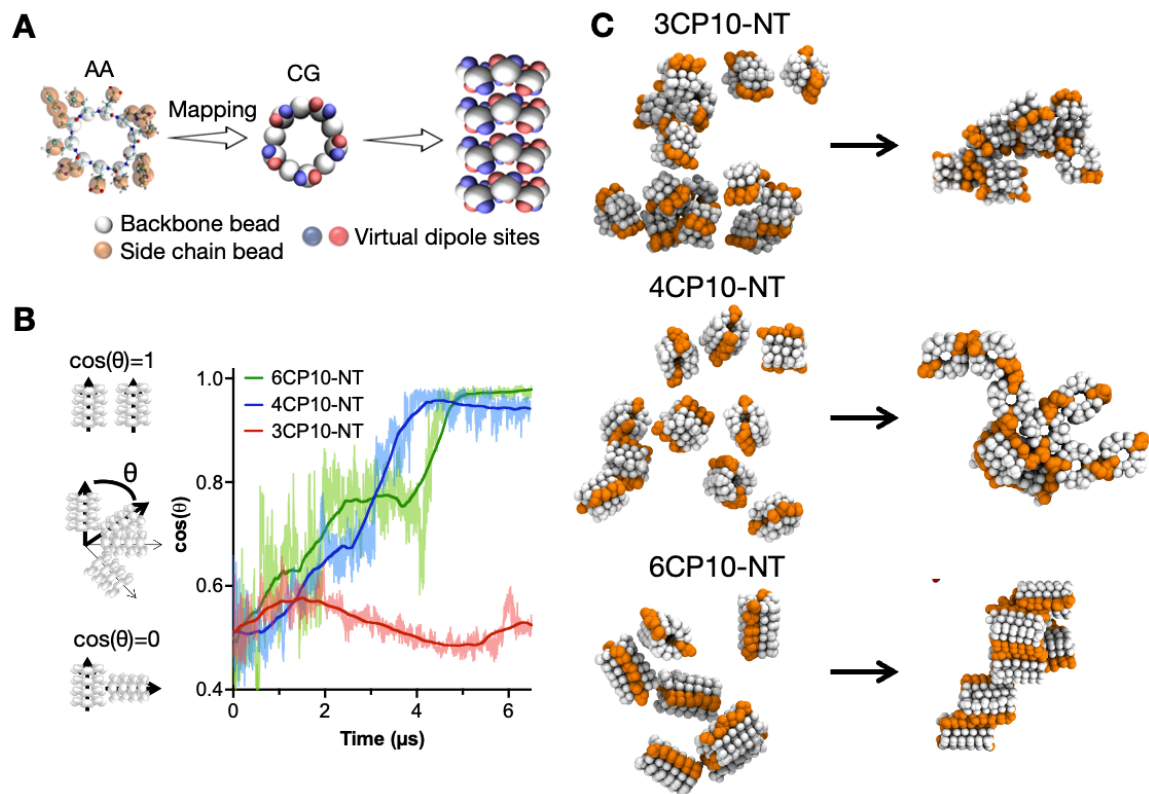 A
AA
Mapping
CG
Backbone bead
Side chain bead
Virtual dipole sites
B
cos(θ)=1
θ
cos(θ)=0
cos(θ)
1.0
0.8
0.6
0.4
6CP10-NT
4CP10-NT
3CP10-NT
0 2 4 6
Time (μs)
C
3CP10-NT
4CP10-NT
6CP10-NT